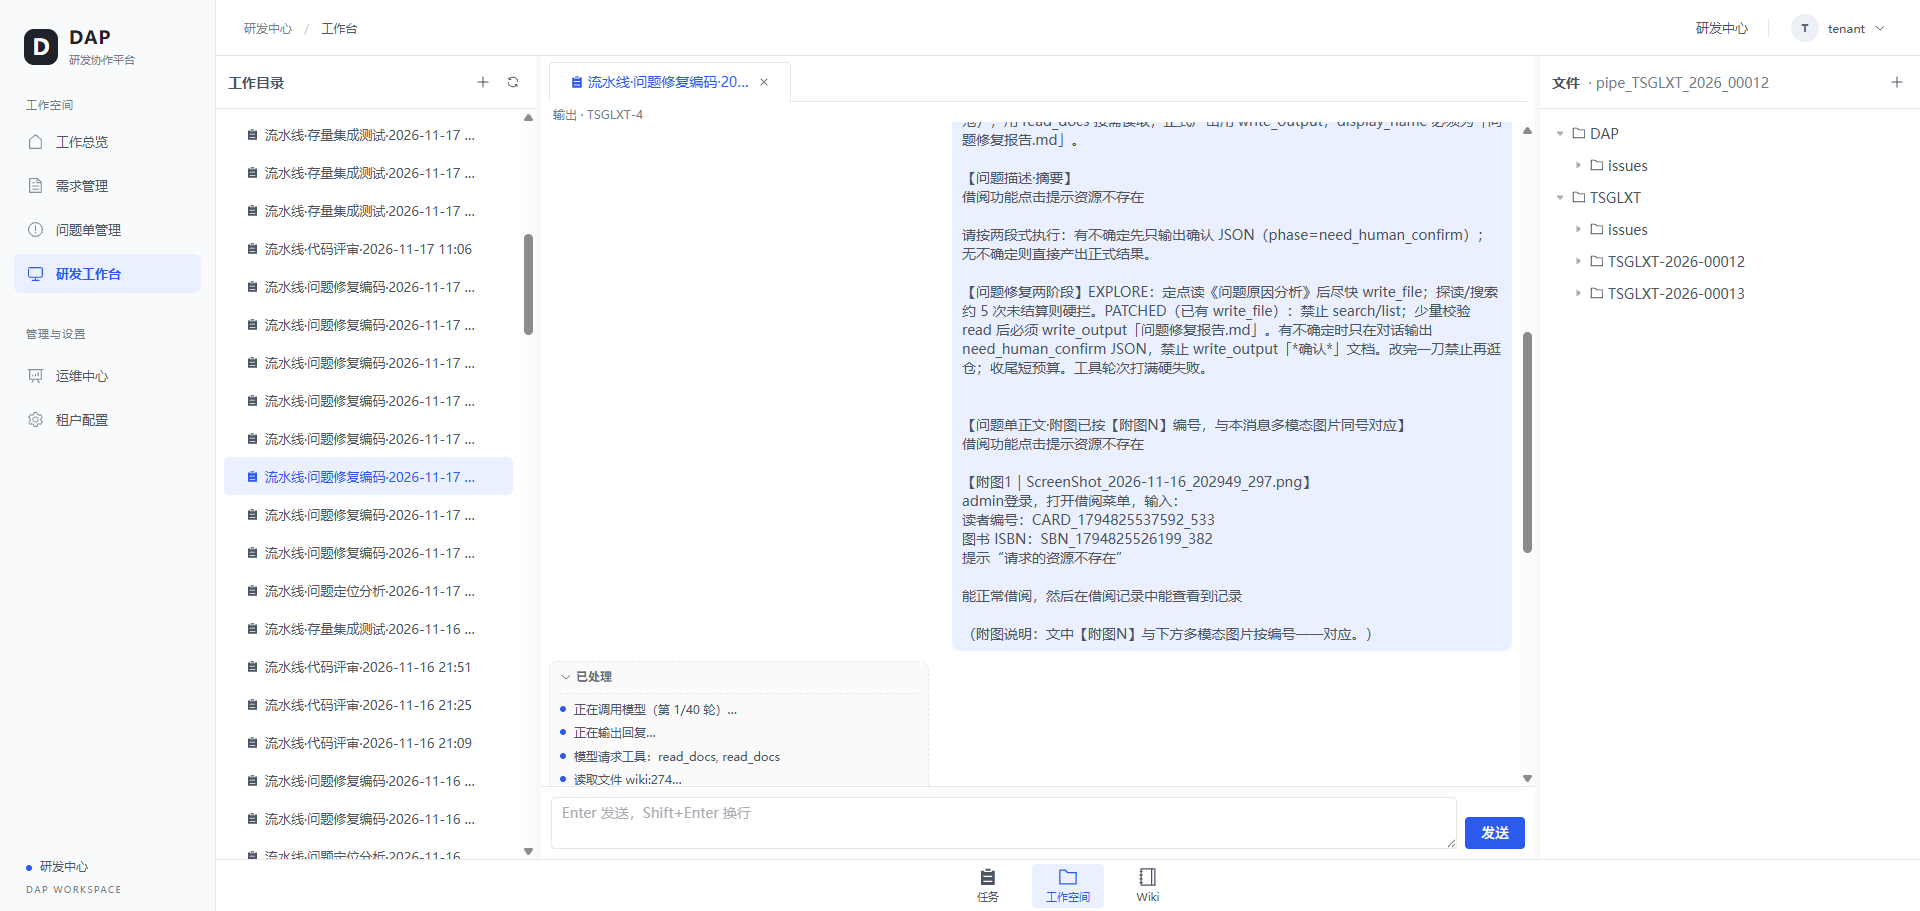 D
DAP
研发协作平台
工作空间
工作总览
需求管理
问题单管理
研发工作台
管理与设置
运维中心
租户配置
研发中心
DAP WORKSPACE
研发中心 / 工作台
研发中心
T
tenant
工作目录
流水线·存量集成测试·2026-11-17 ...
流水线·存量集成测试·2026-11-17 ...
流水线·存量集成测试·2026-11-17 ...
流水线·代码评审·2026-11-17 11:06
流水线·问题修复编码·2026-11-17 ...
流水线·问题修复编码·2026-11-17 ...
流水线·问题修复编码·2026-11-17 ...
流水线·问题修复编码·2026-11-17 ...
流水线·问题修复编码·2026-11-17 ...
流水线·问题修复编码·2026-11-17 ...
流水线·问题修复编码·2026-11-17 ...
流水线·问题修复编码·2026-11-17 ...
流水线·问题定位分析·2026-11-17 ...
流水线·存量集成测试·2026-11-16 ...
流水线·代码评审·2026-11-16 21:51
流水线·代码评审·2026-11-16 21:25
流水线·代码评审·2026-11-16 21:09
流水线·问题修复编码·2026-11-16 ...
流水线·问题修复编码·2026-11-16 ...
流水线·问题定位分析·2026-11-16
流水线·问题修复编码·20...
输出 · TSGLXT-4
，用 read_docs 按需读取，正式产出用 write_output，display_name 必须为「问
题修复报告.md」。
【问题描述·摘要】
借阅功能点击提示资源不存在
请按两段式执行：有不确定先只输出确认 JSON（phase=need_human_confirm）；
无不确定则直接产出正式结果。
【问题修复两阶段】EXPLORE：定点读《问题原因分析》后尽快 write_file；探读/搜索
约 5 次未结算则硬拦。PATCHED（已有 write_file）：禁止 search/list；少量校验
read 后必须 write_output「问题修复报告.md」。有不确定时只在对话输出
need_human_confirm JSON，禁止 write_output「*确认*」文档。改完一刀禁止再逛
仓；收尾短预算。工具轮次打满硬失败。
【问题单正文·附图已按【附图N】编号，与本消息多模态图片同号对应】
借阅功能点击提示资源不存在
【附图1 | ScreenShot_2026-11-16_202949_297.png】
admin登录，打开借阅菜单，输入：
读者编号：CARD_1794825537592_533
图书 ISBN：SBN_1794825526199_382
提示“请求的资源不存在”
能正常借阅，然后在借阅记录中能查看到记录
（附图说明：文中【附图N】与下方多模态图片按编号一一对应。）
已处理
正在调用模型（第 1/40 轮）...
正在输出回复...
模型请求工具：read_docs, read_docs
读取文件 wiki:274...
Enter 发送，Shift+Enter 换行
发送
任务
工作空间
Wiki
文件 · pipe_TSGLXT_2026_00012
DAP
issues
TSGLXT
issues
TSGLXT-2026-00012
TSGLXT-2026-00013